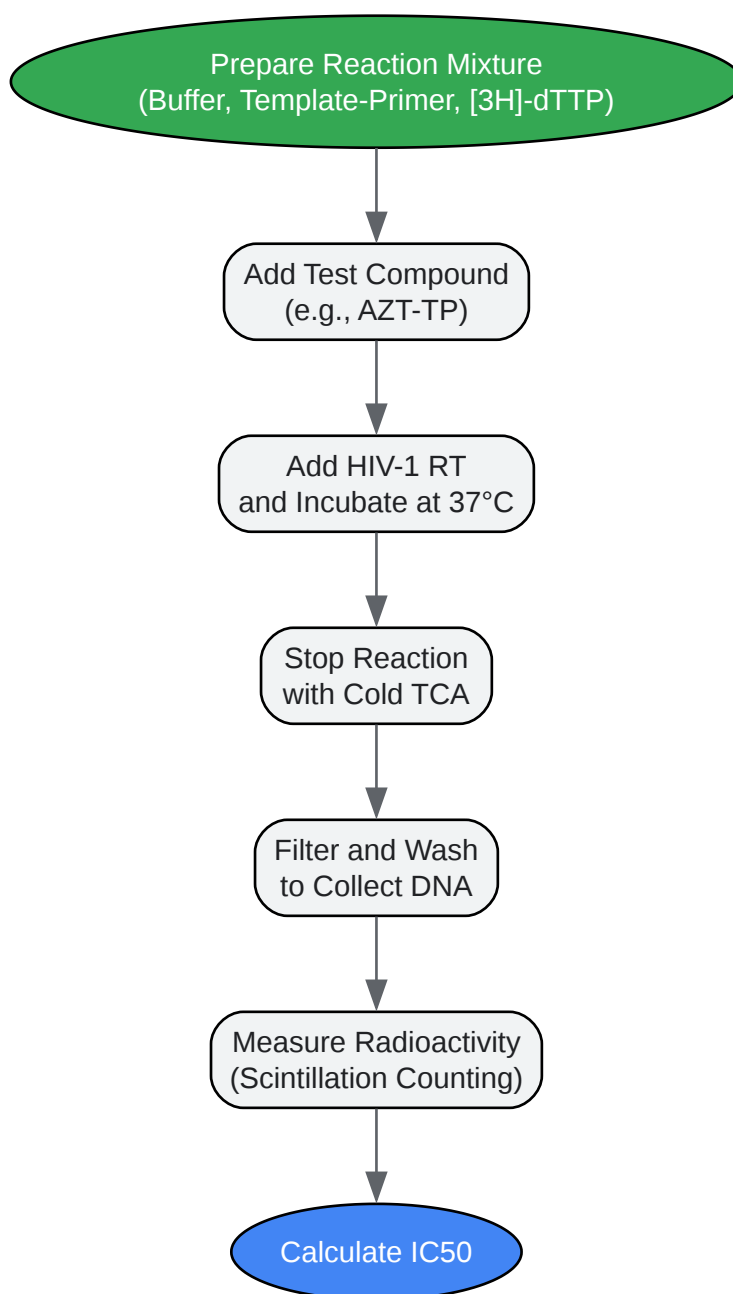 Prepare Reaction Mixture
(Buffer, Template-Primer, [3H]-dTTP)
Add Test Compound
(e.g., AZT-TP)
Add HIV-1 RT
and Incubate at 37°C
Stop Reaction
with Cold TCA
Filter and Wash
to Collect DNA
Measure Radioactivity
(Scintillation Counting)
Calculate IC50